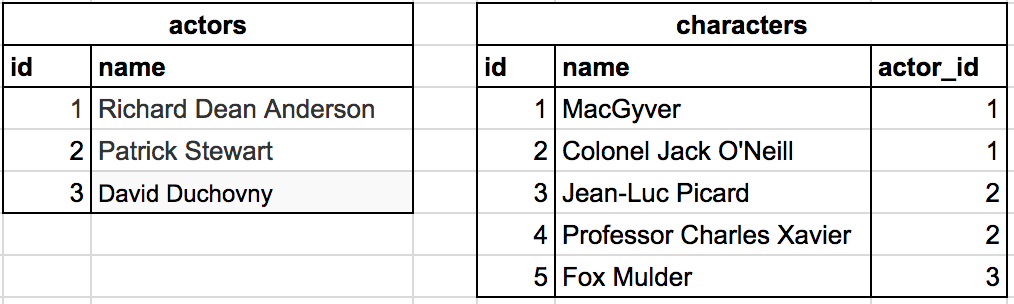 actors
id name
1 Richard Dean Anderson
2 Patrick Stewart
3 David Duchovny
characters
id name actor_id
1 MacGyver 1
2 Colonel Jack O'Neill 1
3 Jean-Luc Picard 2
4 Professor Charles Xavier 2
5 Fox Mulder 3